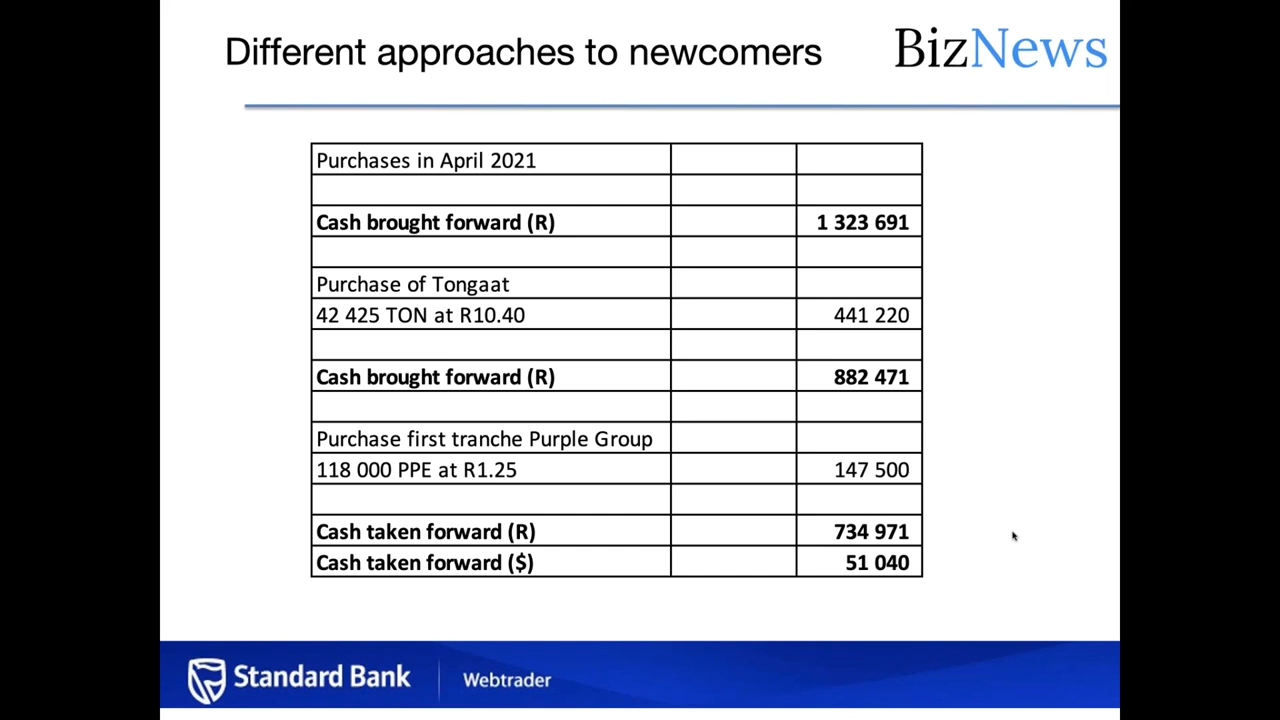 Different approaches to newcomers
BizNews
Purchases in April 2021
Cash brought forward (R) 1 323 691
Purchase of Tongaat
42 425 TON at R10.40 441 220
Cash brought forward (R) 882 471
Purchase first tranche Purple Group
118 000 PPE at R1.25 147 500
Cash taken forward (R) 734 971
Cash taken forward ($) 51 040
Standard Bank Webtrader